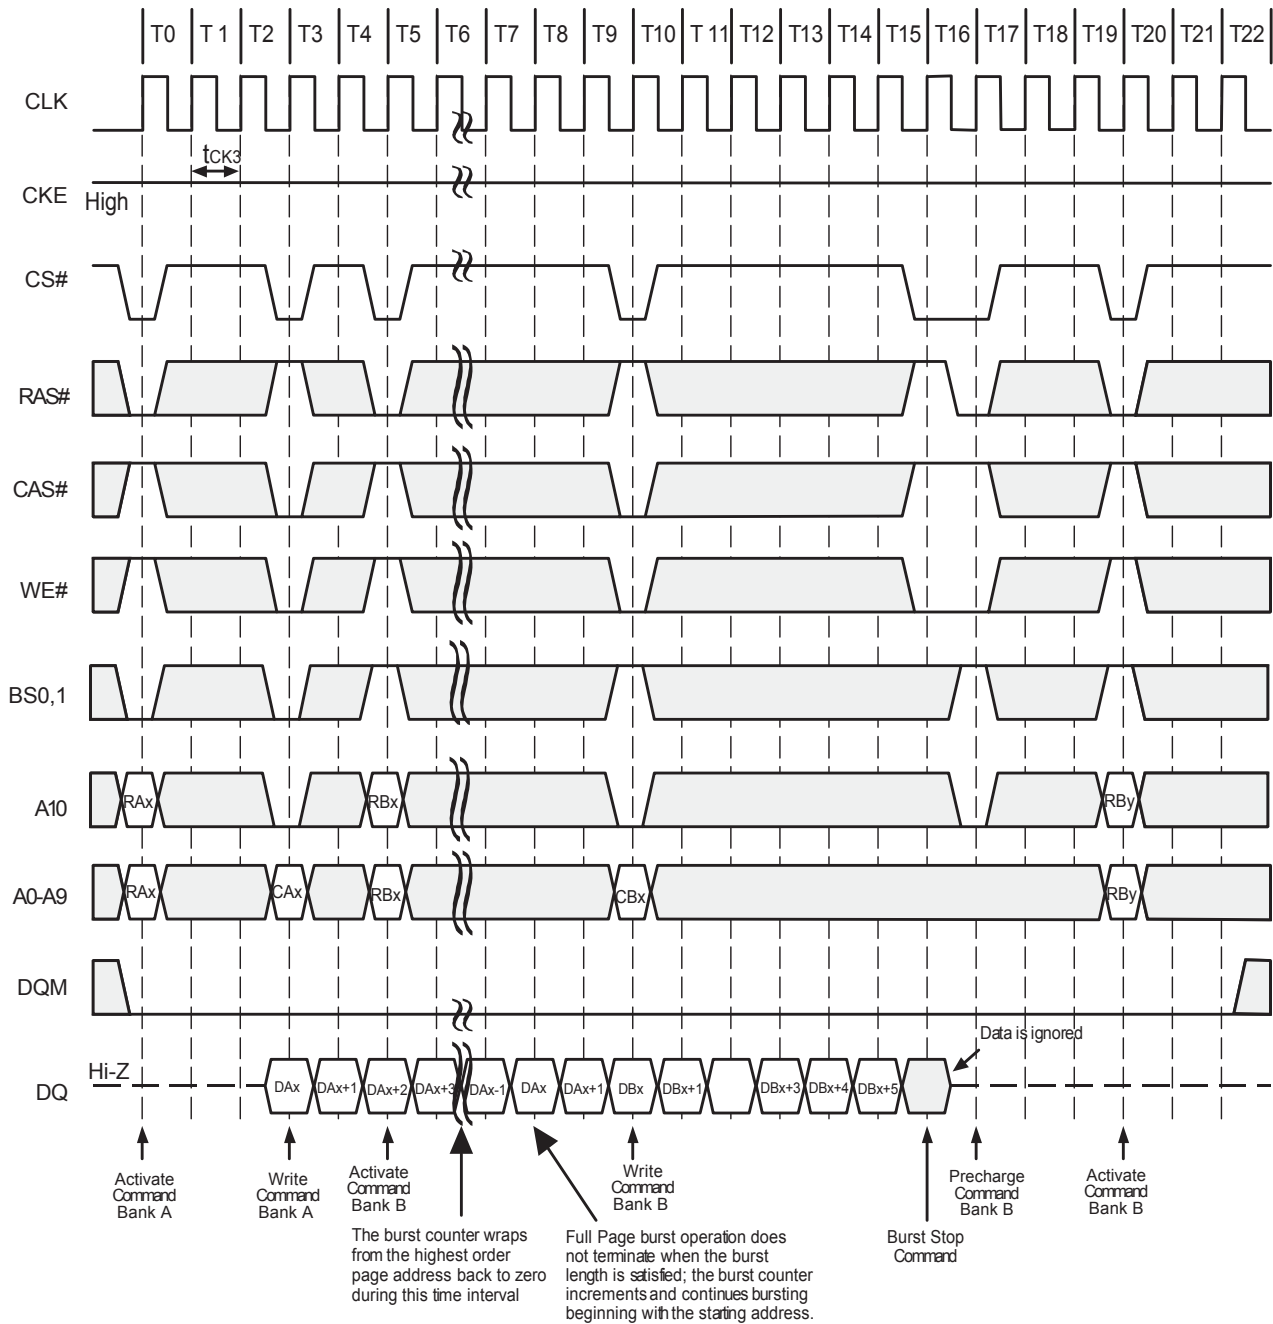 T0 T1 T2 T3 T4 T5 T6 T7 T8 T9 T10 T11 T12 T13 T14 T15 T16 T17 T18 T19 T20 T21 T22
CLK
tCK3
CKE High
CS#
RAS#
CAS#
WE#
BS0,1
A10 RAx RBx RBy
A0-A9 RAx CAx RBx CBx RBy
DQM
Data is ignored
Hi-Z
DQ DAx DAx+1 DAx+2 DAx+3 DAx-1 DAx DAx+1 DBx DBx+1 DBx+3 DBx+4 DBx+5
Activate
Command
Bank A
Write
Command
Bank A
Activate
Command
Bank B
Write
Command
Bank B
Precharge
Command
Bank B
Activate
Command
Bank B
The burst counter wraps
from the highest order
page address back to zero
during this time interval
Full Page burst operation does
not terminate when the burst
length is satisfied; the burst counter
increments and continues bursting
beginning with the starting address.
Burst Stop
Command